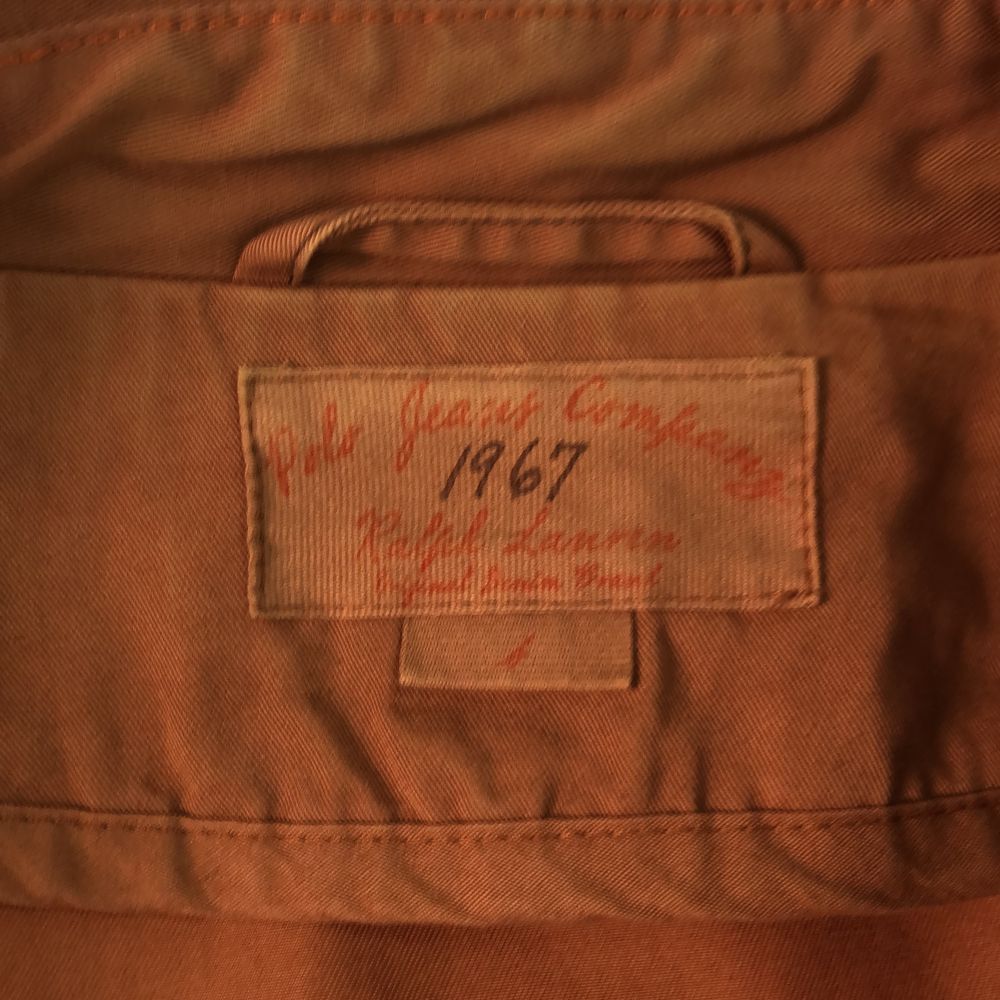 Polo Jeans Company
1967
Ralph Lauren
Original Denim Brand